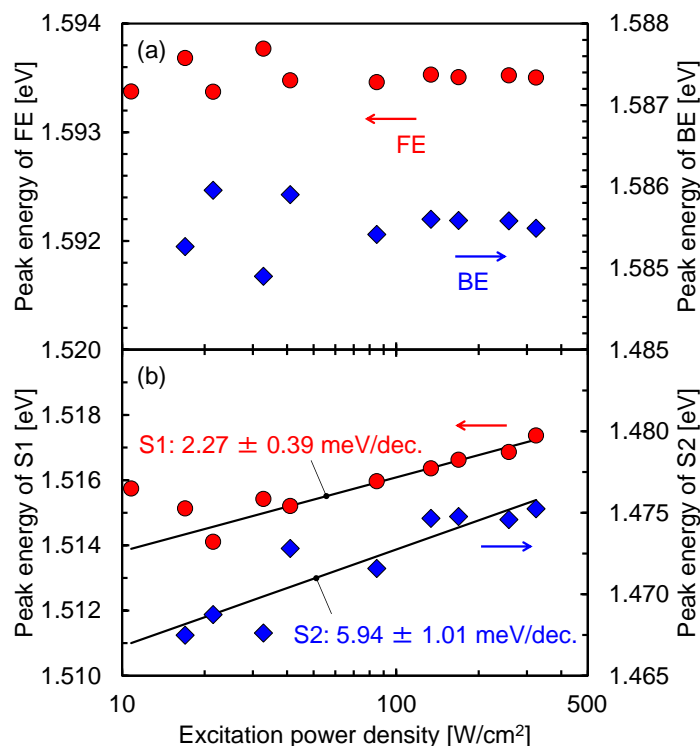 Peak energy of FE [eV]
1.594
1.593
1.592
1.520
(a)
FE
BE
1.588
1.587
1.586
1.585
1.485
Peak energy of BE [eV]
Peak energy of S1 [eV]
1.518
1.516
1.514
1.512
1.510
(b)
S1: 2.27 ± 0.39 meV/dec.
S2: 5.94 ± 1.01 meV/dec.
1.480
1.475
1.470
1.465
Peak energy of S2 [eV]
10 100 500
Excitation power density [W/cm²]